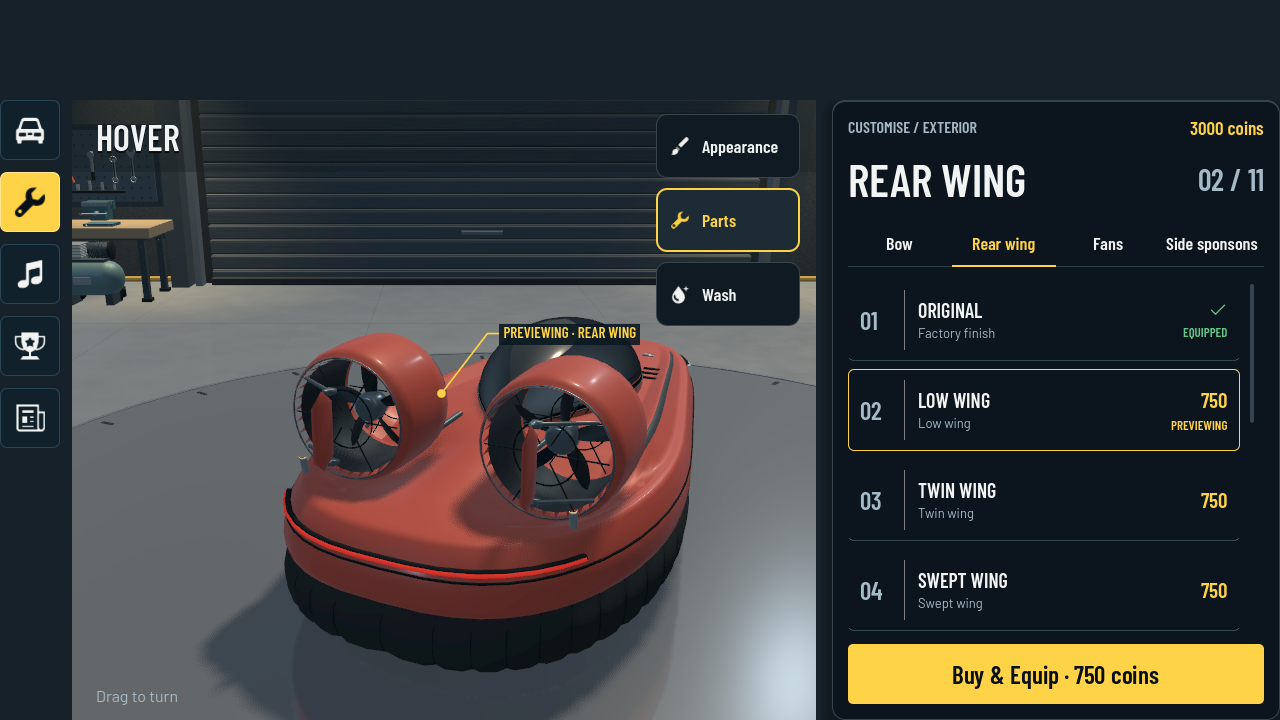 HOVER
Appearance
Parts
Wash
PREVIEWING · REAR WING
Drag to turn
CUSTOMISE / EXTERIOR
3000 coins
REAR WING
02 / 11
Bow
Rear wing
Fans
Side sponsons
01
ORIGINAL
Factory finish
EQUIPPED
02
LOW WING
Low wing
750
PREVIEWING
03
TWIN WING
Twin wing
750
04
SWEPT WING
Swept wing
750
Buy & Equip · 750 coins